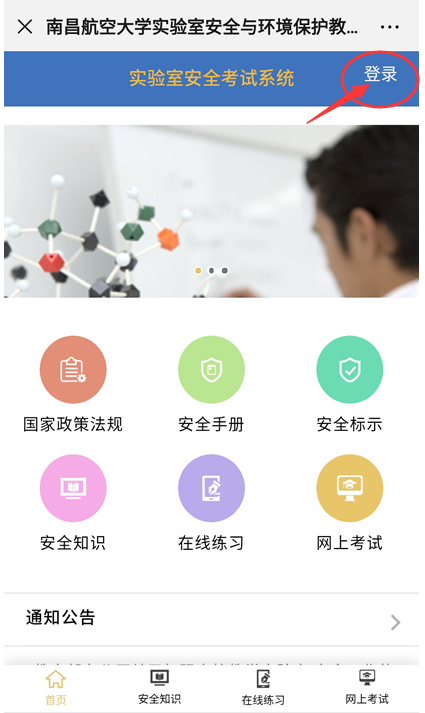 南昌航空大学实验室安全与环境保护教...
实验室安全考试系统
登录
国家政策法规 安全手册 安全标示
安全知识 在线练习 网上考试
通知公告
首页 安全知识 在线练习 网上考试